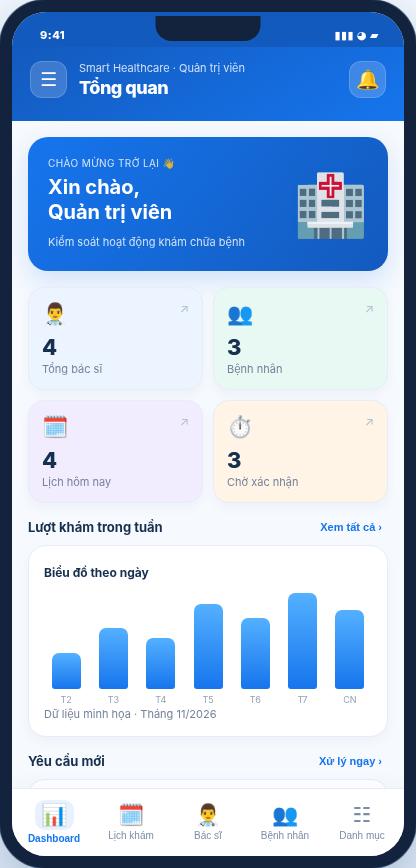 9:41
Smart Healthcare · Quản trị viên
Tổng quan
CHÀO MỪNG TRỞ LẠI 👋
Xin chào,
Quản trị viên
Kiểm soát hoạt động khám chữa bệnh
4
Tổng bác sĩ
3
Bệnh nhân
4
Lịch hôm nay
3
Chờ xác nhận
Lượt khám trong tuần
Xem tất cả ›
Biểu đồ theo ngày
T2 T3 T4 T5 T6 T7 CN
Dữ liệu minh họa · Tháng 11/2026
Yêu cầu mới
Xử lý ngay ›
Dashboard Lịch khám Bác sĩ Bệnh nhân Danh mục